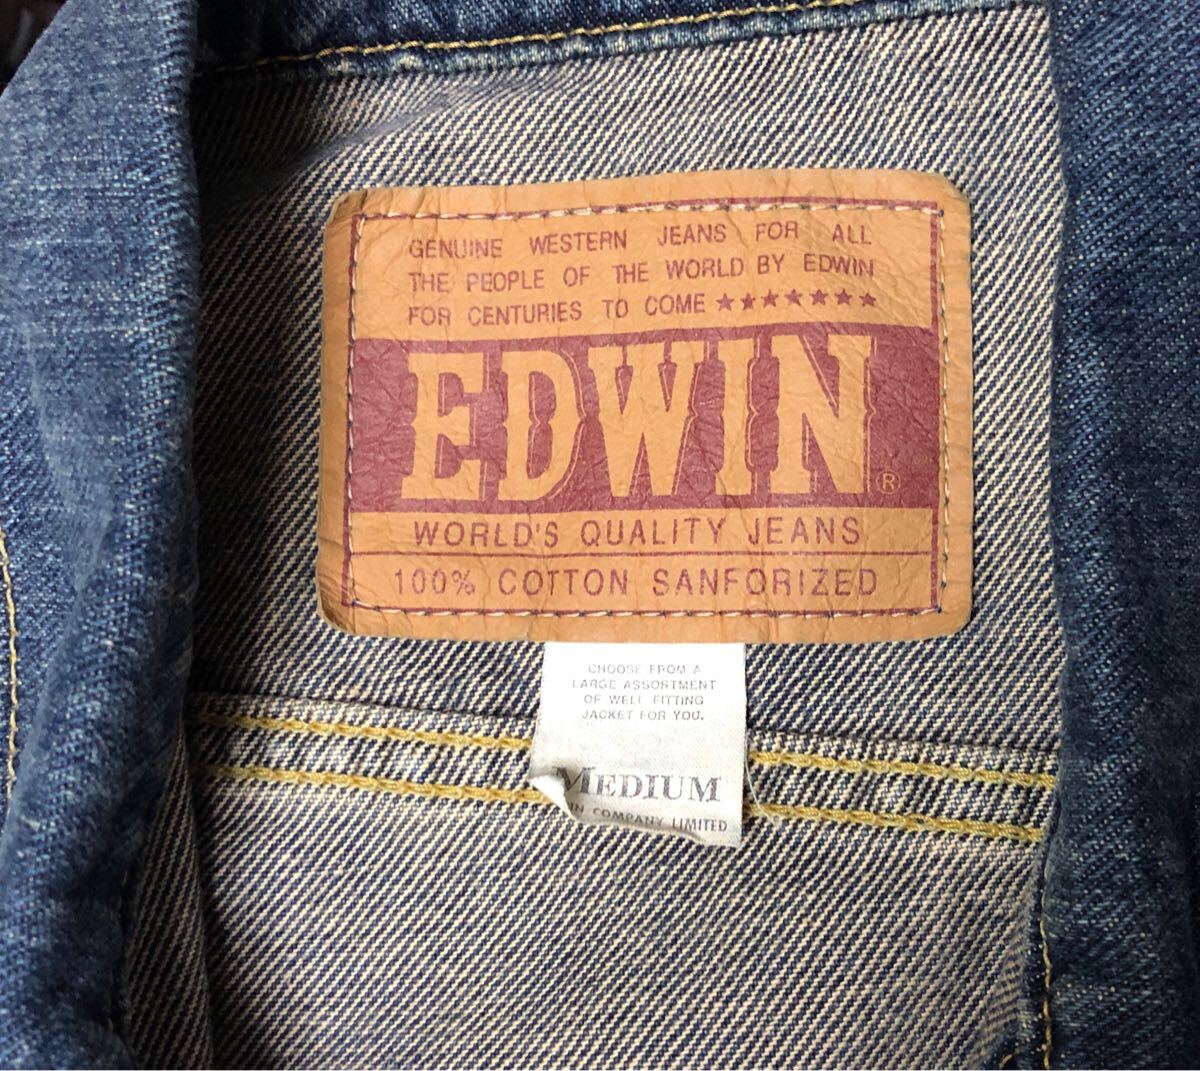 GENUINE WESTERN JEANS FOR ALL
THE PEOPLE OF THE WORLD BY EDWIN
FOR CENTURIES TO COME ★★★★★★★
EDWIN®
WORLD'S QUALITY JEANS
100% COTTON SANFORIZED
CHOOSE FROM A
LARGE ASSORTMENT
OF WELL FITTING
JACKET FOR YOU.
MEDIUM
IN COMPANY LIMITED